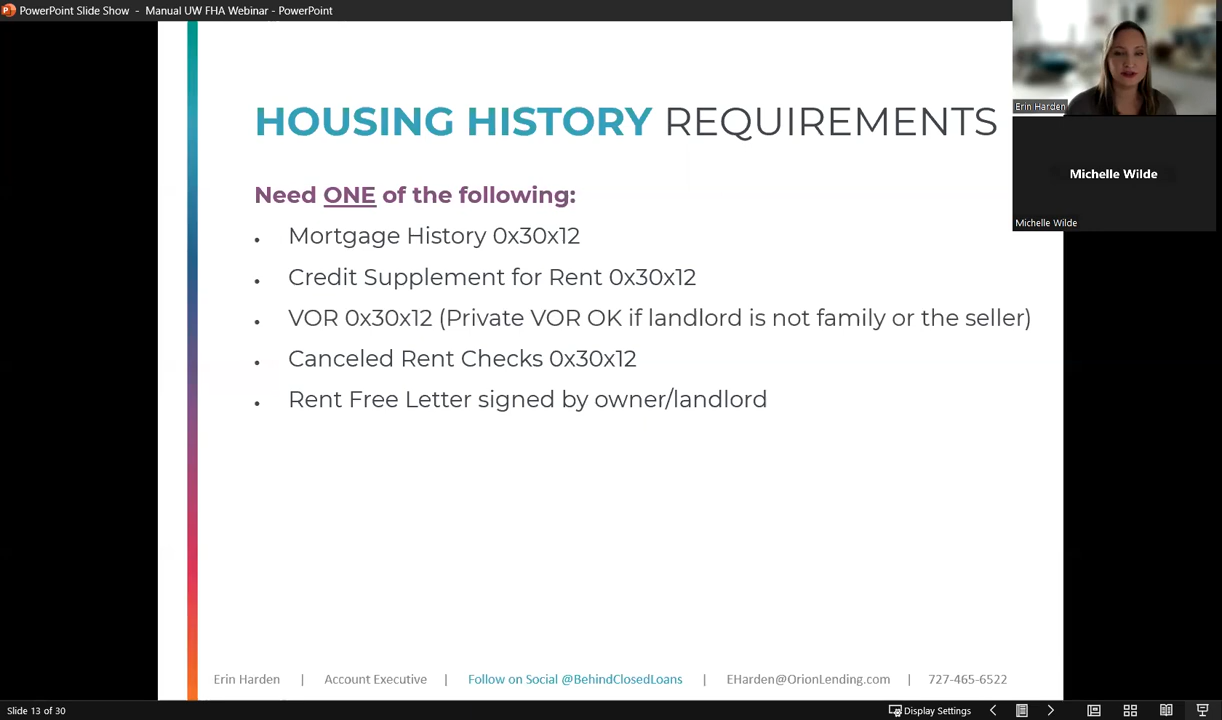 PowerPoint Slide Show - Manual UW FHA Webinar - PowerPoint
Erin Harden
Michelle Wilde
Michelle Wilde
HOUSING HISTORY REQUIREMENTS
Need ONE of the following:
• Mortgage History 0x30x12
• Credit Supplement for Rent 0x30x12
• VOR 0x30x12 (Private VOR OK if landlord is not family or the seller)
• Canceled Rent Checks 0x30x12
• Rent Free Letter signed by owner/landlord
Erin Harden | Account Executive | Follow on Social @BehindClosedLoans | EHarden@OrionLending.com | 727-465-6522
Slide 13 of 30 Display Settings